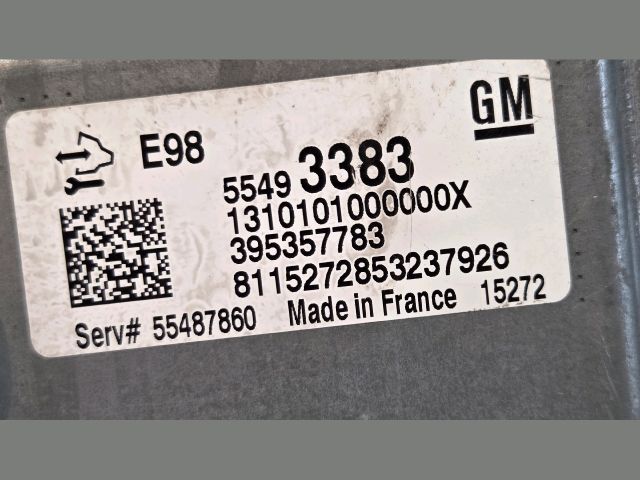 GM
E98
5549 3383
1310101000000X
395357783
8115272853237926
Serv# 55487860 Made in France 15272